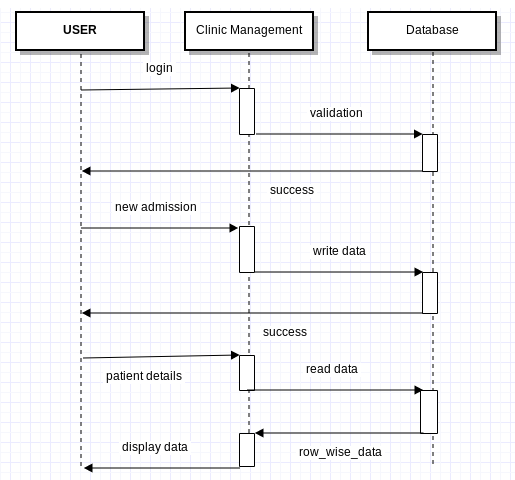 USER
Clinic Management
Database
login
validation
success
new admission
write data
success
read data
patient details
display data
row_wise_data